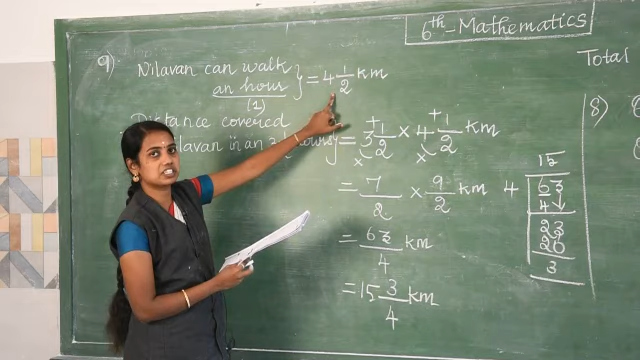 6th - Mathematics
Total
9) Nilavan can walk
an hour } = 4 1/2 km
(1)
Distance covered
Nilavan in an 3 hours } = 3 + 1/2 × 4 + 1/2 km
× ×
= 7/2 × 9/2 km
= 63/4 km
= 15 3/4 km
15
4 63
4↓
23
20
3
8)